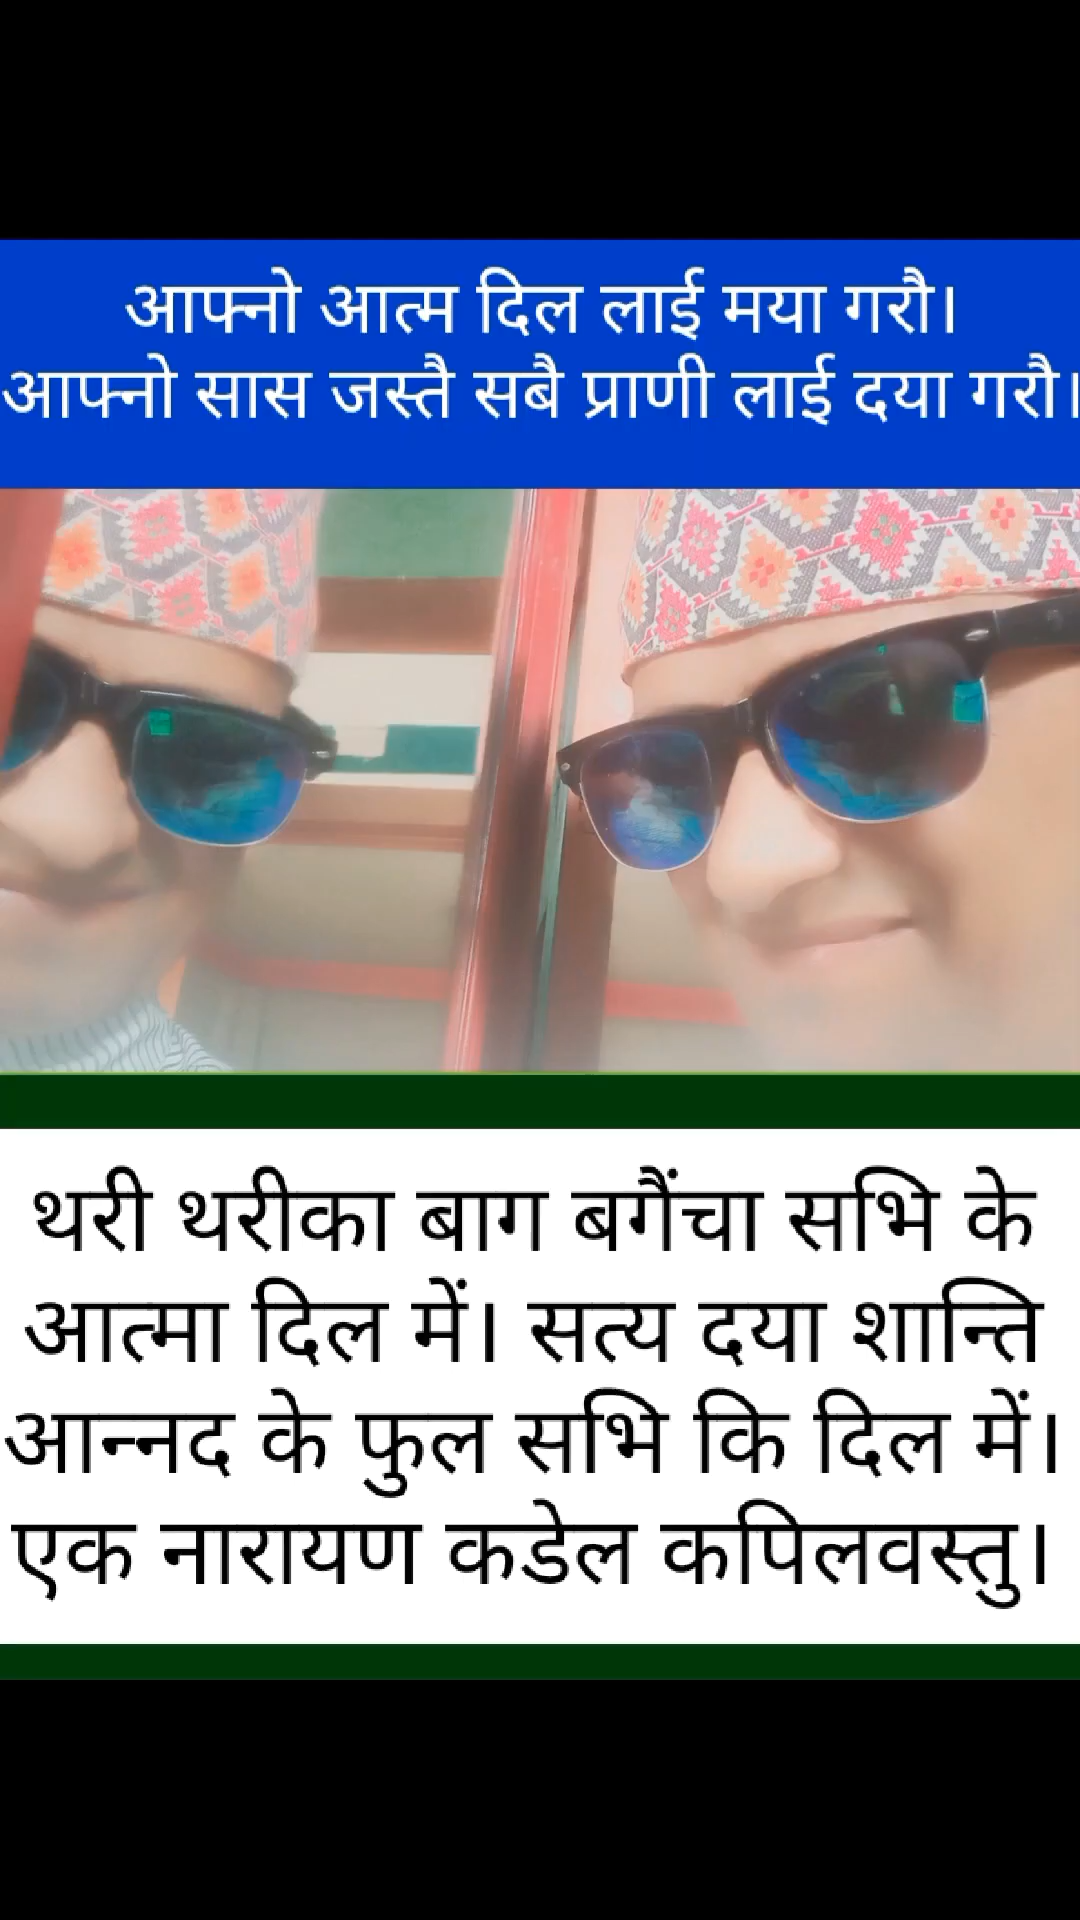 आफ्नो आत्म दिल लाई मया गरौ।
आफ्नो सास जस्तै सबै प्राणी लाई दया गरौ।
थरी थरीका बाग बगैंचा सभि के
आत्मा दिल में। सत्य दया शान्ति
आन्नद के फुल सभि कि दिल में।
एक नारायण कडेल कपिलवस्तु।